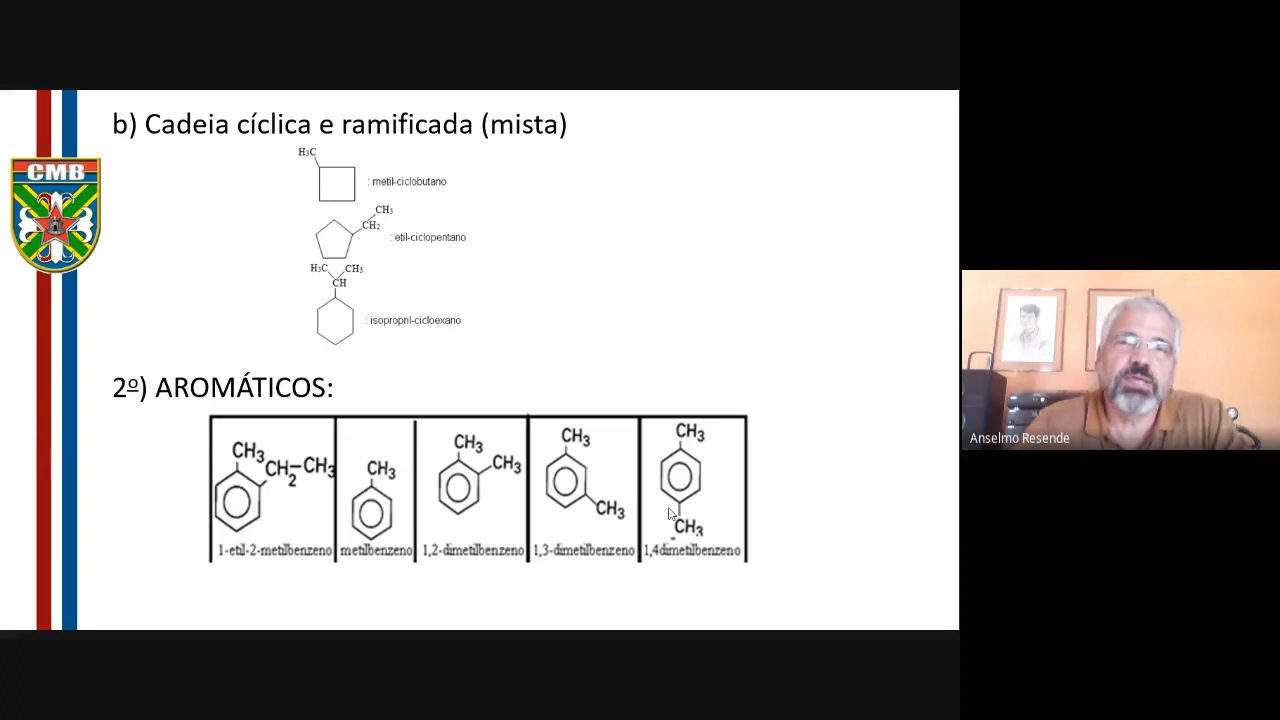 b) Cadeia cíclica e ramificada (mista)
CMB
H3C
: metil-ciclobutano
CH3
CH2
: etil-ciclopentano
H3C CH3
CH
: isopropril-cicloexano
2º) AROMÁTICOS:
CH3 CH2–CH3
CH3
CH3 CH3
CH3 CH3
CH3 CH3
1-etil-2-metilbenzeno metilbenzeno 1,2-dimetilbenzeno 1,3-dimetilbenzeno 1,4dimetilbenzeno
Anselmo Resende